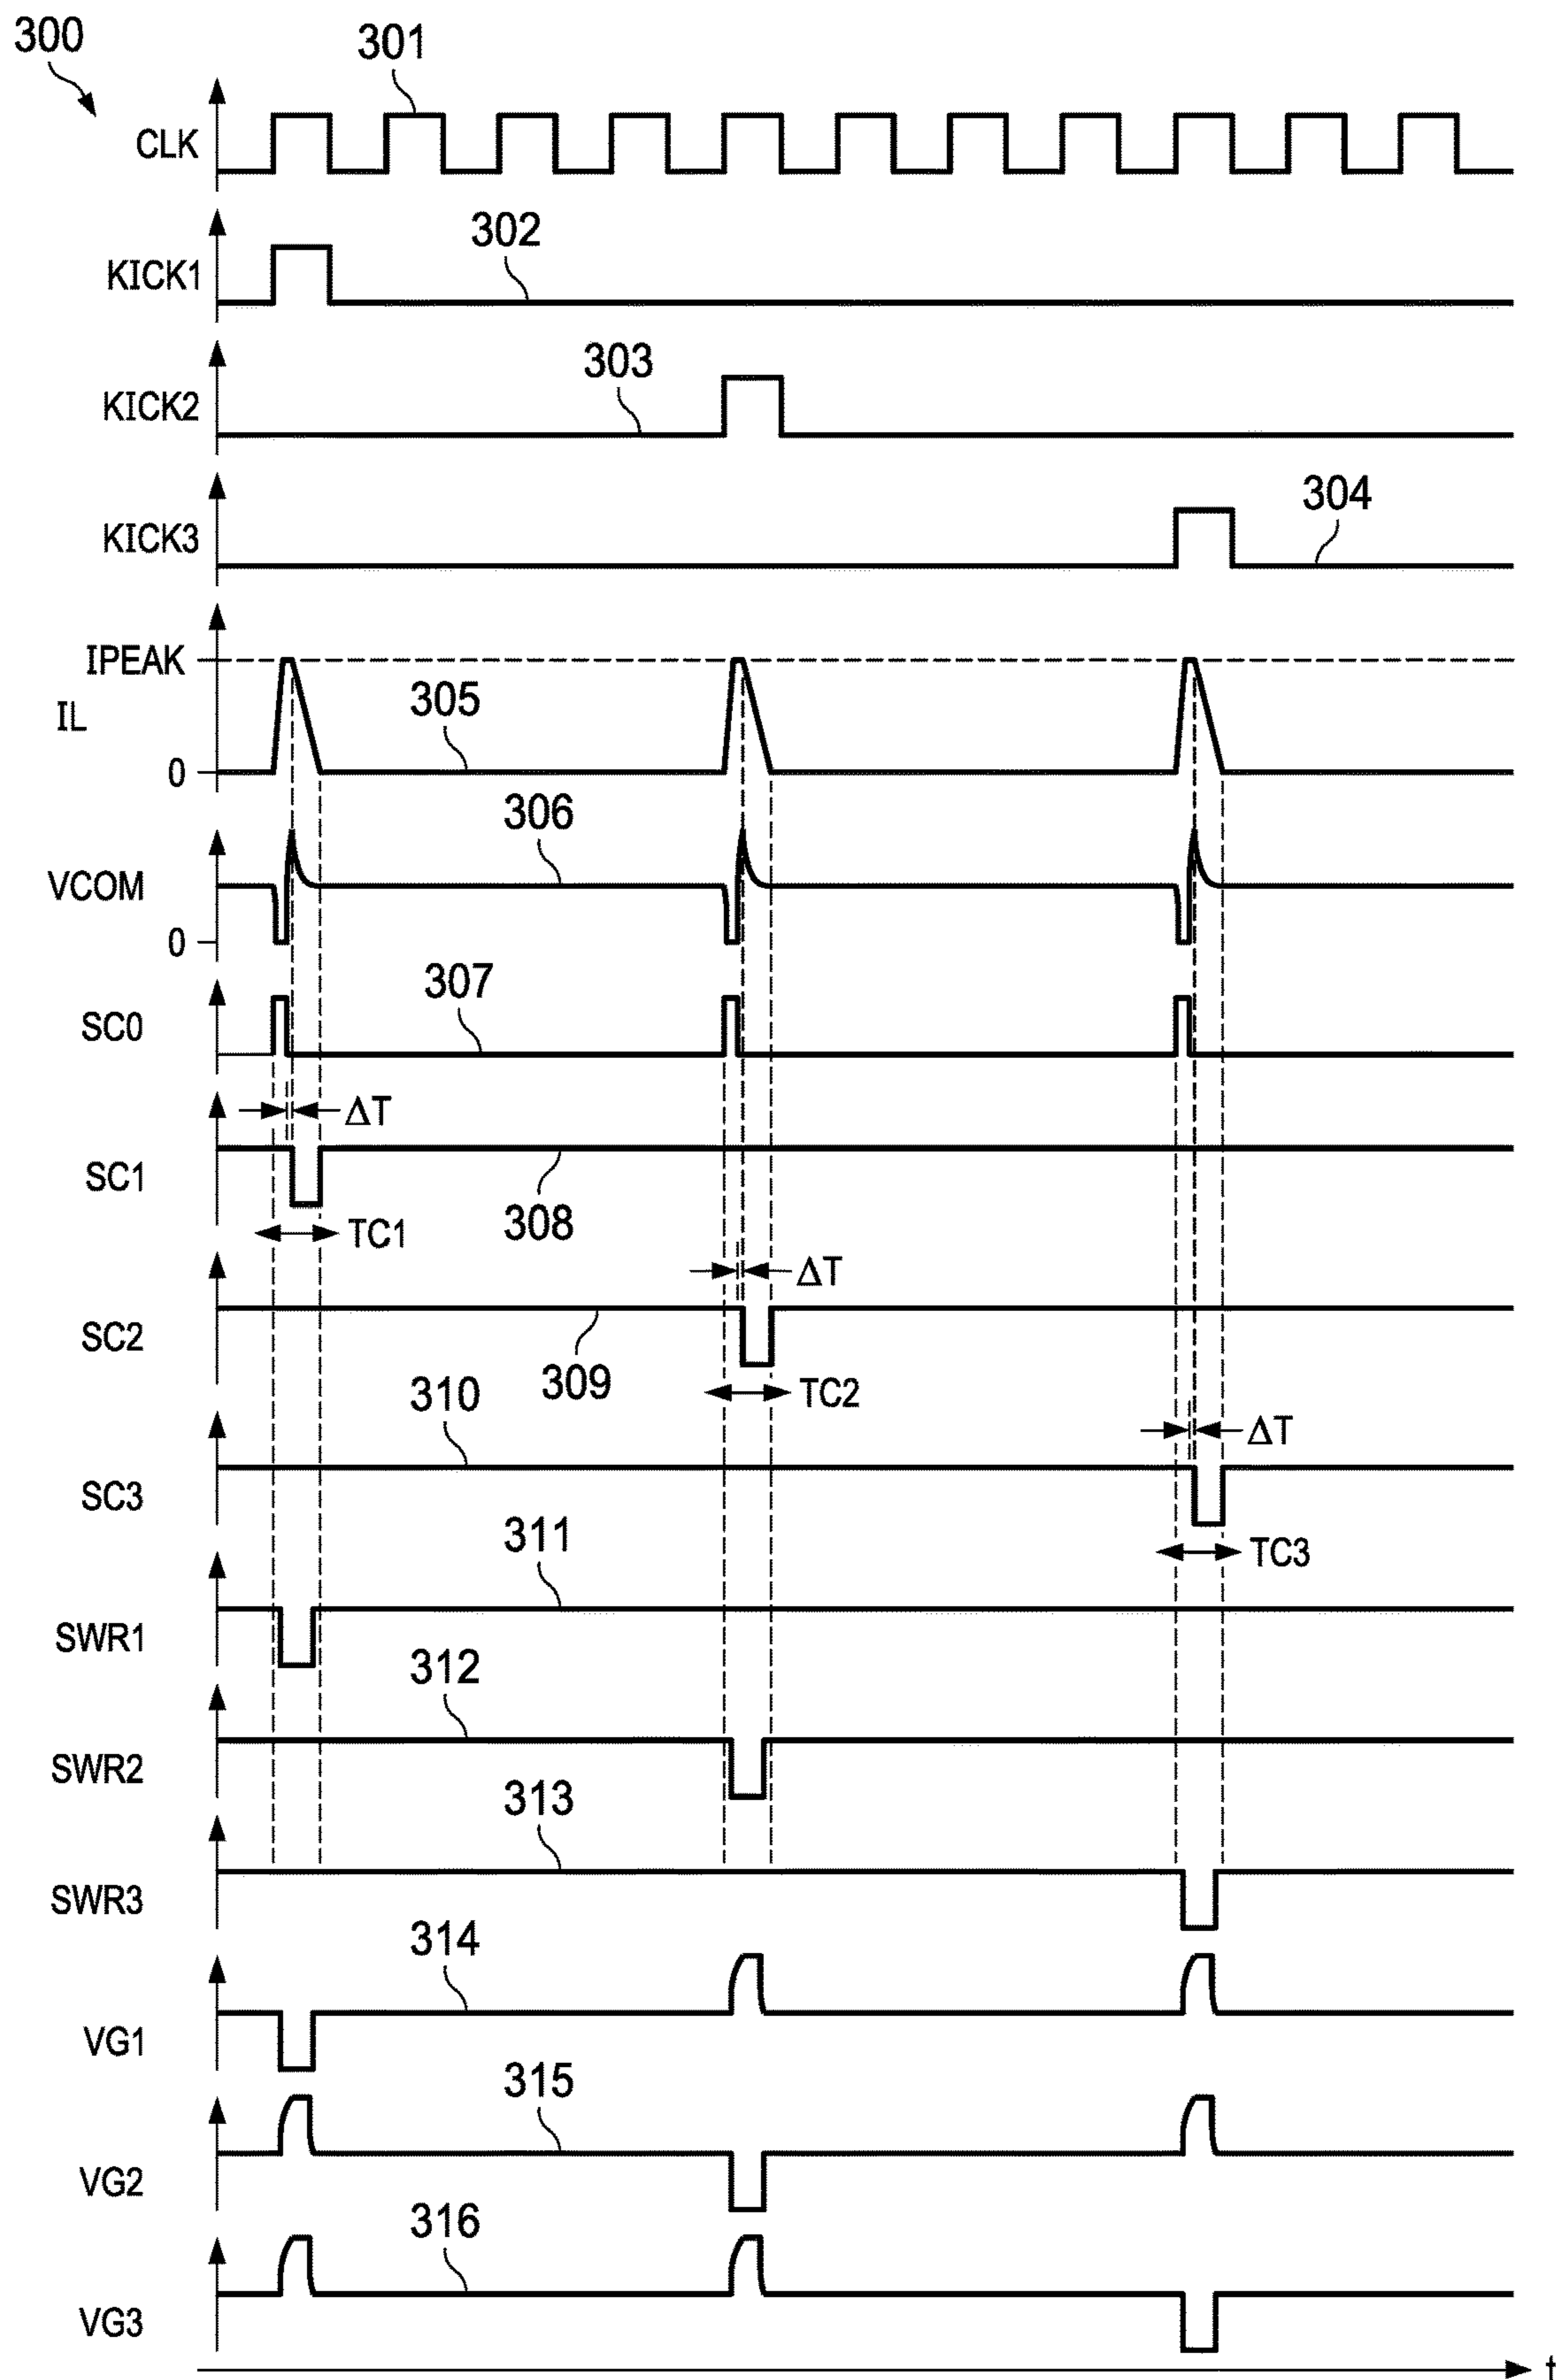 300
301
CLK
302
KICK1
303
KICK2
304
KICK3
IPEAK
305
IL
0
306
VCOM
0
307
SC0
ΔT
SC1
308
TC1
ΔT
SC2
309
TC2
310
ΔT
SC3
311
TC3
SWR1
312
SWR2
313
SWR3
314
VG1
315
VG2
316
VG3
t